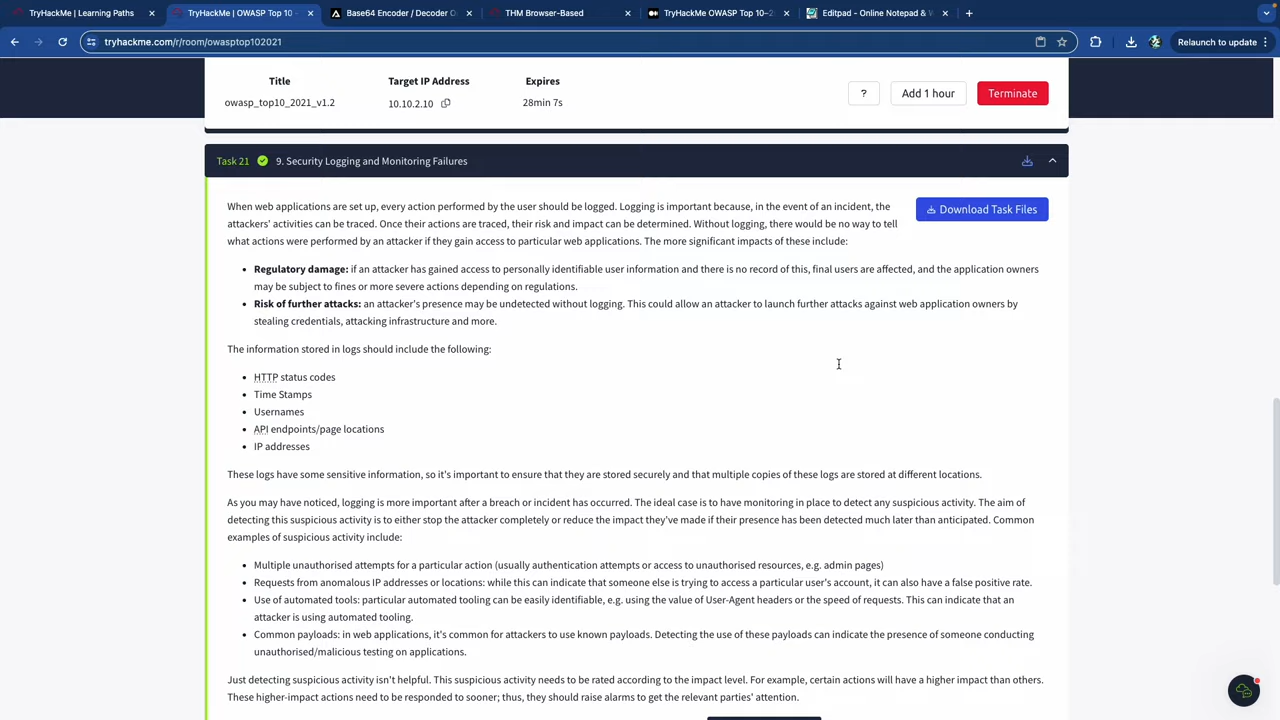 TryHackMe | Learning Paths
TryHackMe | OWASP Top 10 -
Base64 Encoder / Decoder O
THM Browser-Based
TryHackMe OWASP Top 10–2
Editpad - Online Notepad & W
tryhackme.com/r/room/owasptop102021
Relaunch to update
Title
Target IP Address
Expires
owasp_top10_2021_v1.2
10.10.2.10
28min 7s
?
Add 1 hour
Terminate
Task 21
9. Security Logging and Monitoring Failures
Download Task Files
When web applications are set up, every action performed by the user should be logged. Logging is important because, in the event of an incident, the
attackers' activities can be traced. Once their actions are traced, their risk and impact can be determined. Without logging, there would be no way to tell
what actions were performed by an attacker if they gain access to particular web applications. The more significant impacts of these include:
• Regulatory damage: if an attacker has gained access to personally identifiable user information and there is no record of this, final users are affected, and the application owners
may be subject to fines or more severe actions depending on regulations.
• Risk of further attacks: an attacker's presence may be undetected without logging. This could allow an attacker to launch further attacks against web application owners by
stealing credentials, attacking infrastructure and more.
The information stored in logs should include the following:
• HTTP status codes
• Time Stamps
• Usernames
• API endpoints/page locations
• IP addresses
These logs have some sensitive information, so it's important to ensure that they are stored securely and that multiple copies of these logs are stored at different locations.
As you may have noticed, logging is more important after a breach or incident has occurred. The ideal case is to have monitoring in place to detect any suspicious activity. The aim of
detecting this suspicious activity is to either stop the attacker completely or reduce the impact they've made if their presence has been detected much later than anticipated. Common
examples of suspicious activity include:
• Multiple unauthorised attempts for a particular action (usually authentication attempts or access to unauthorised resources, e.g. admin pages)
• Requests from anomalous IP addresses or locations: while this can indicate that someone else is trying to access a particular user's account, it can also have a false positive rate.
• Use of automated tools: particular automated tooling can be easily identifiable, e.g. using the value of User-Agent headers or the speed of requests. This can indicate that an
attacker is using automated tooling.
• Common payloads: in web applications, it's common for attackers to use known payloads. Detecting the use of these payloads can indicate the presence of someone conducting
unauthorised/malicious testing on applications.
Just detecting suspicious activity isn't helpful. This suspicious activity needs to be rated according to the impact level. For example, certain actions will have a higher impact than others.
These higher-impact actions need to be responded to sooner; thus, they should raise alarms to get the relevant parties' attention.